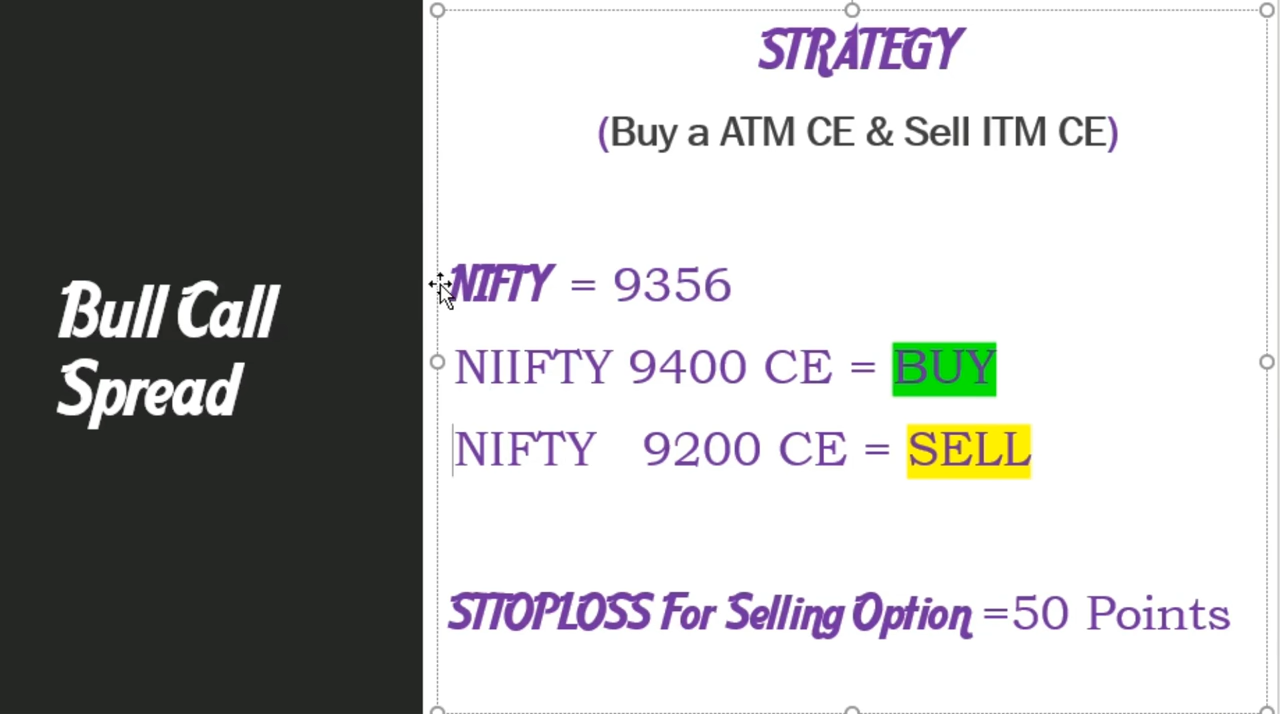 Bull Call
Spread
STRATEGY
(Buy a ATM CE & Sell ITM CE)
NIFTY = 9356
NIIFTY 9400 CE = BUY
NIFTY 9200 CE = SELL
STTOPLOSS For Selling Option =50 Points